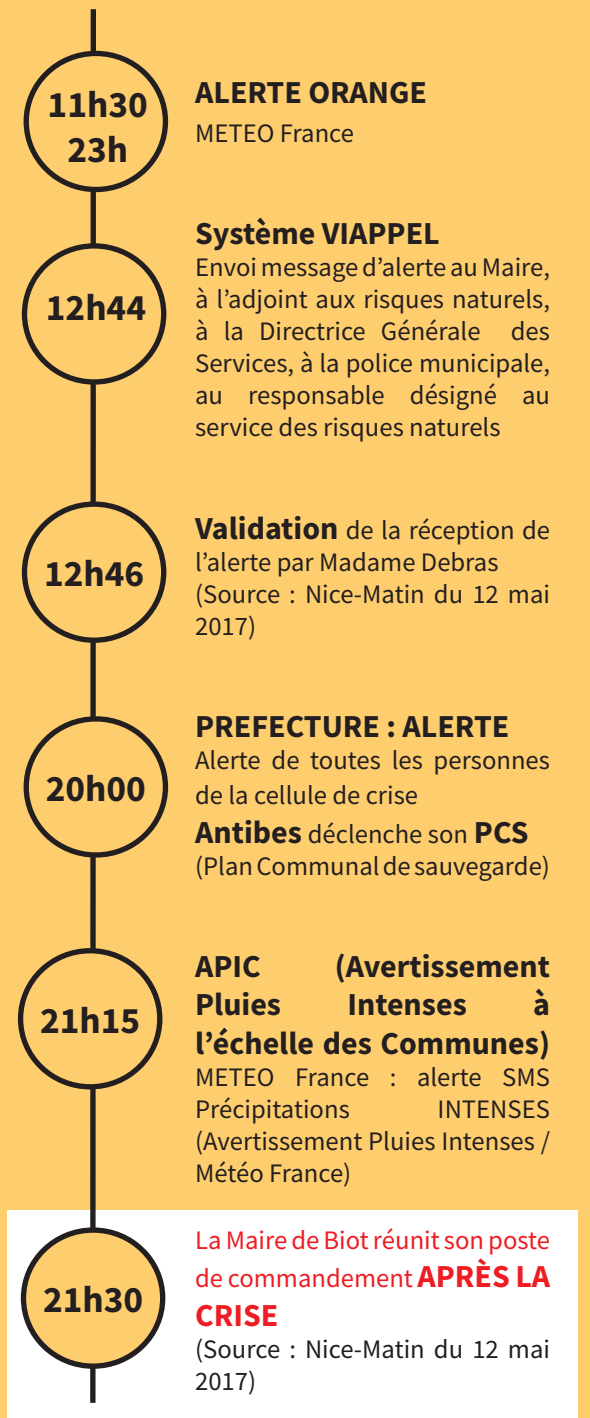 11h30
23h
ALERTE ORANGE
METEO France
12h44
Système VIAPPEL
Envoi message d'alerte au Maire,
à l'adjoint aux risques naturels,
à la Directrice Générale des
Services, à la police municipale,
au responsable désigné au
service des risques naturels
12h46
Validation de la réception de
l'alerte par Madame Debras
(Source : Nice-Matin du 12 mai
2017)
20h00
PREFECTURE : ALERTE
Alerte de toutes les personnes
de la cellule de crise
Antibes déclenche son PCS
(Plan Communal de sauvegarde)
21h15
APIC (Avertissement
Pluies Intenses à
l'échelle des Communes)
METEO France : alerte SMS
Précipitations INTENSES
(Avertissement Pluies Intenses /
Météo France)
21h30
La Maire de Biot réunit son poste
de commandement APRÈS LA
CRISE
(Source : Nice-Matin du 12 mai
2017)